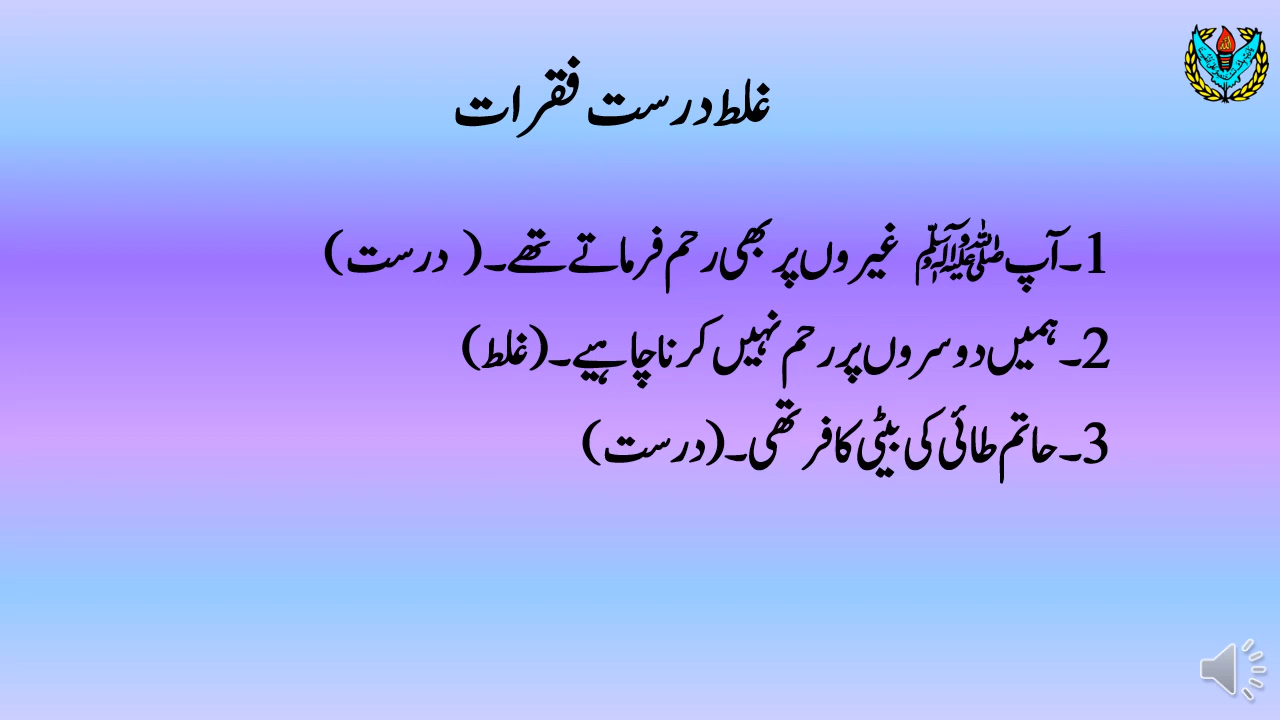 غلط درست فقرات
1۔آپ ﷺ غیروں پر بھی رحم فرماتے تھے۔( درست)
2۔ہمیں دوسروں پر رحم نہیں کرنا چاہیے۔(غلط)
3۔حاتم طائی کی بیٹی کافر تھی۔(درست)